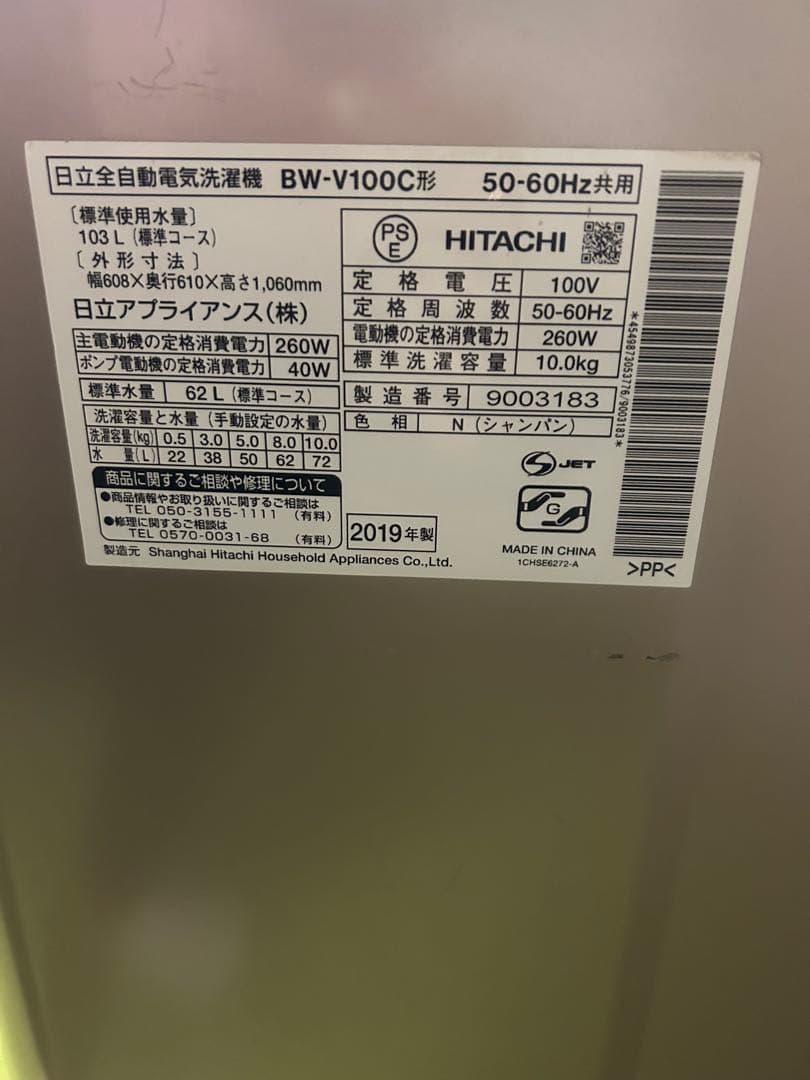 日立全自動電気洗濯機 BW-V100C形 50-60Hz共用
〔標準使用水量〕
103 L (標準コース)
〔外形寸法〕
幅608×奥行610×高さ1,060mm
日立アプライアンス(株)
主電動機の定格消費電力 260W
ポンプ電動機の定格消費電力 40W
標準水量 62 L (標準コース)
洗濯容量と水量 (手動設定の水量)
洗濯容量(kg) 0.5 3.0 5.0 8.0 10.0
水 量(L) 22 38 50 62 72
商品に関するご相談や修理について
●商品情報やお取り扱いに関するご相談は
TEL 050-3155-1111 (有料)
●修理に関するご相談は
TEL 0570-0031-68 (有料)
製造元 Shanghai Hitachi Household Appliances Co.,Ltd.
PS
E
HITACHI
定格電圧 100V
定格周波数 50-60Hz
電動機の定格消費電力 260W
標準洗濯容量 10.0kg
製造番号 9003183
色相 N (シャンパン)
S JET
G
2019年製
MADE IN CHINA
1CHSE6272-A
*4549873053776/9003183*
>PP<